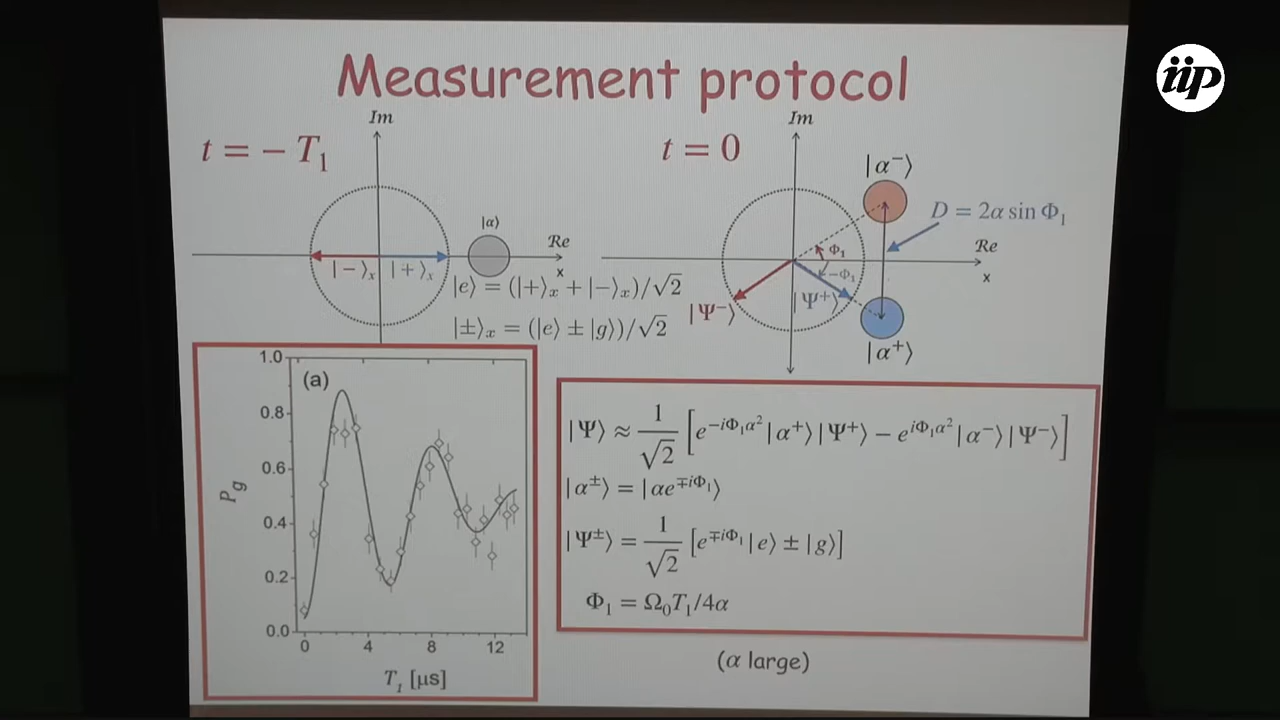 Measurement protocol
iip
t = − T₁
Im
|α⟩
Re
x
|−⟩ₓ |+⟩ₓ
|e⟩ = (|+⟩ₓ + |−⟩ₓ)/√2
|±⟩ₓ = (|e⟩ ± |g⟩)/√2
t = 0
Im
|α⁻⟩
D = 2α sin Φ₁
Φ₁
Re
−Φ₁
x
|Ψ⁻⟩
|Ψ⁺⟩
|α⁺⟩
(a)
1.0
0.8
0.6
0.4
0.2
0.0
P_g
0 4 8 12
T₁ [μs]
|Ψ⟩ ≈ 1/√2 [e^{−iΦ₁α²}|α⁺⟩|Ψ⁺⟩ − e^{iΦ₁α²}|α⁻⟩|Ψ⁻⟩]
|α^±⟩ = |αe^{∓iΦ₁}⟩
|Ψ^±⟩ = 1/√2 [e^{∓iΦ₁}|e⟩ ± |g⟩]
Φ₁ = Ω₀T₁/4α
(α large)